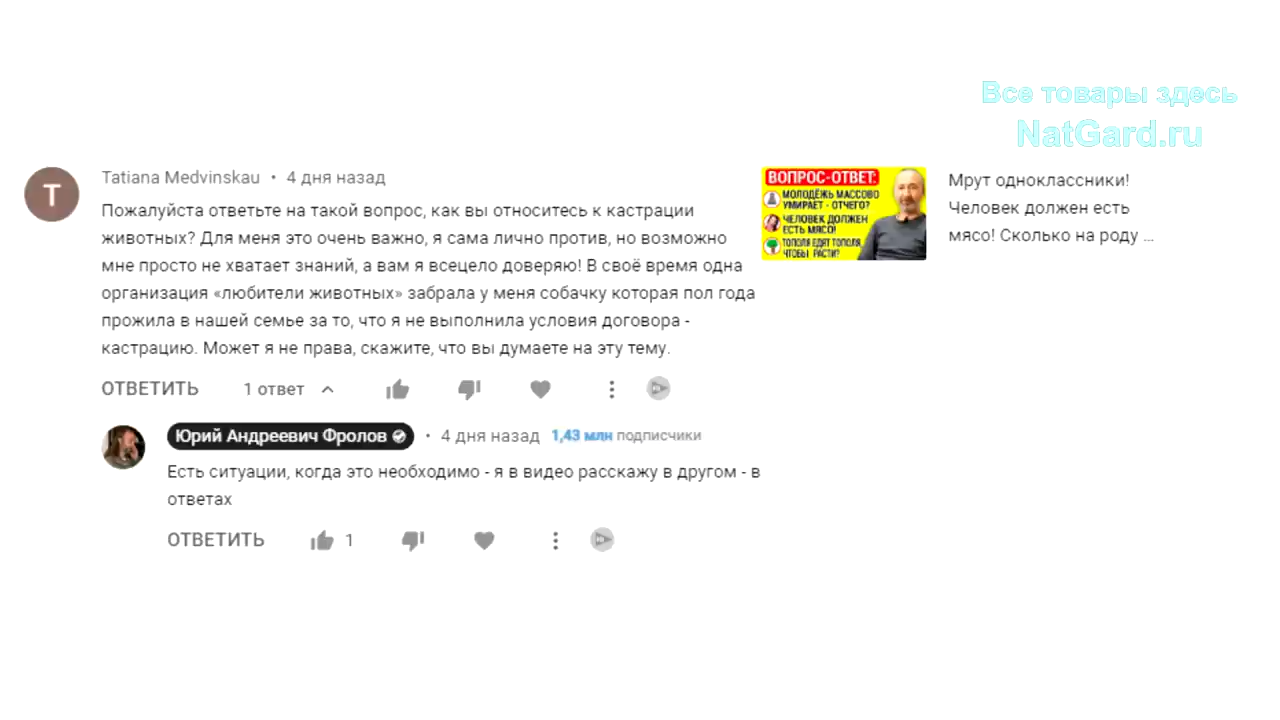 Все товары здесь
NatGard.ru
T
Tatiana Medvinskau • 4 дня назад
Пожалуйста ответьте на такой вопрос, как вы относитесь к кастрации
животных? Для меня это очень важно, я сама лично против, но возможно
мне просто не хватает знаний, а вам я всецело доверяю! В своё время одна
организация «любители животных» забрала у меня собачку которая пол года
прожила в нашей семье за то, что я не выполнила условия договора -
кастрацию. Может я не права, скажите, что вы думаете на эту тему.
ОТВЕТИТЬ 1 ответ
ВОПРОС-ОТВЕТ:
МОЛОДЁЖЬ МАССОВО
УМИРАЕТ - ОТЧЕГО?
ЧЕЛОВЕК ДОЛЖЕН
ЕСТЬ МЯСО!
ТОПОЛЯ ЕДЯТ ТОПОЛЯ,
ЧТОБЫ РАСТИ?
Мрут одноклассники!
Человек должен есть
мясо! Сколько на роду ...
Юрий Андреевич Фролов • 4 дня назад 1,43 млн подписчики
Есть ситуации, когда это необходимо - я в видео расскажу в другом - в
ответах
ОТВЕТИТЬ 1